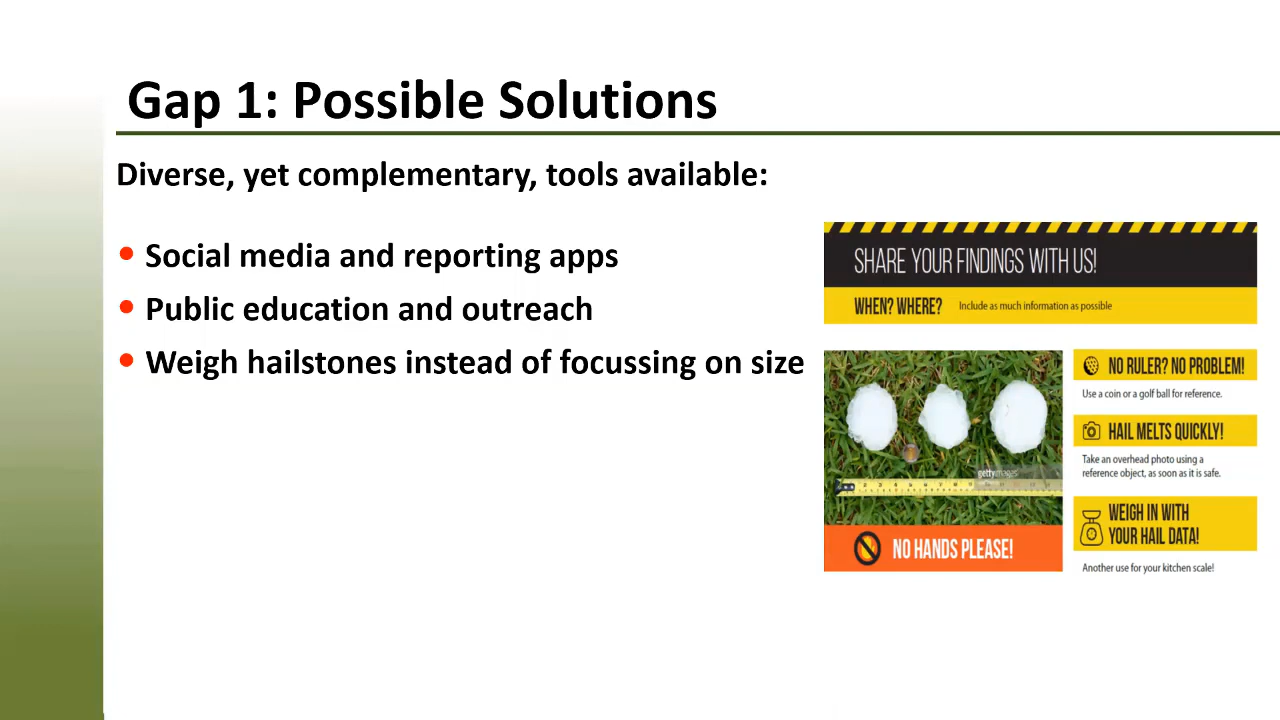 Gap 1: Possible Solutions
Diverse, yet complementary, tools available:
Social media and reporting apps
Public education and outreach
Weigh hailstones instead of focussing on size
SHARE YOUR FINDINGS WITH US!
WHEN? WHERE? Include as much information as possible
gettyimages
NO HANDS PLEASE!
NO RULER? NO PROBLEM!
Use a coin or a golf ball for reference.
HAIL MELTS QUICKLY!
Take an overhead photo using a
reference object, as soon as it is safe.
WEIGH IN WITH
YOUR HAIL DATA!
Another use for your kitchen scale!